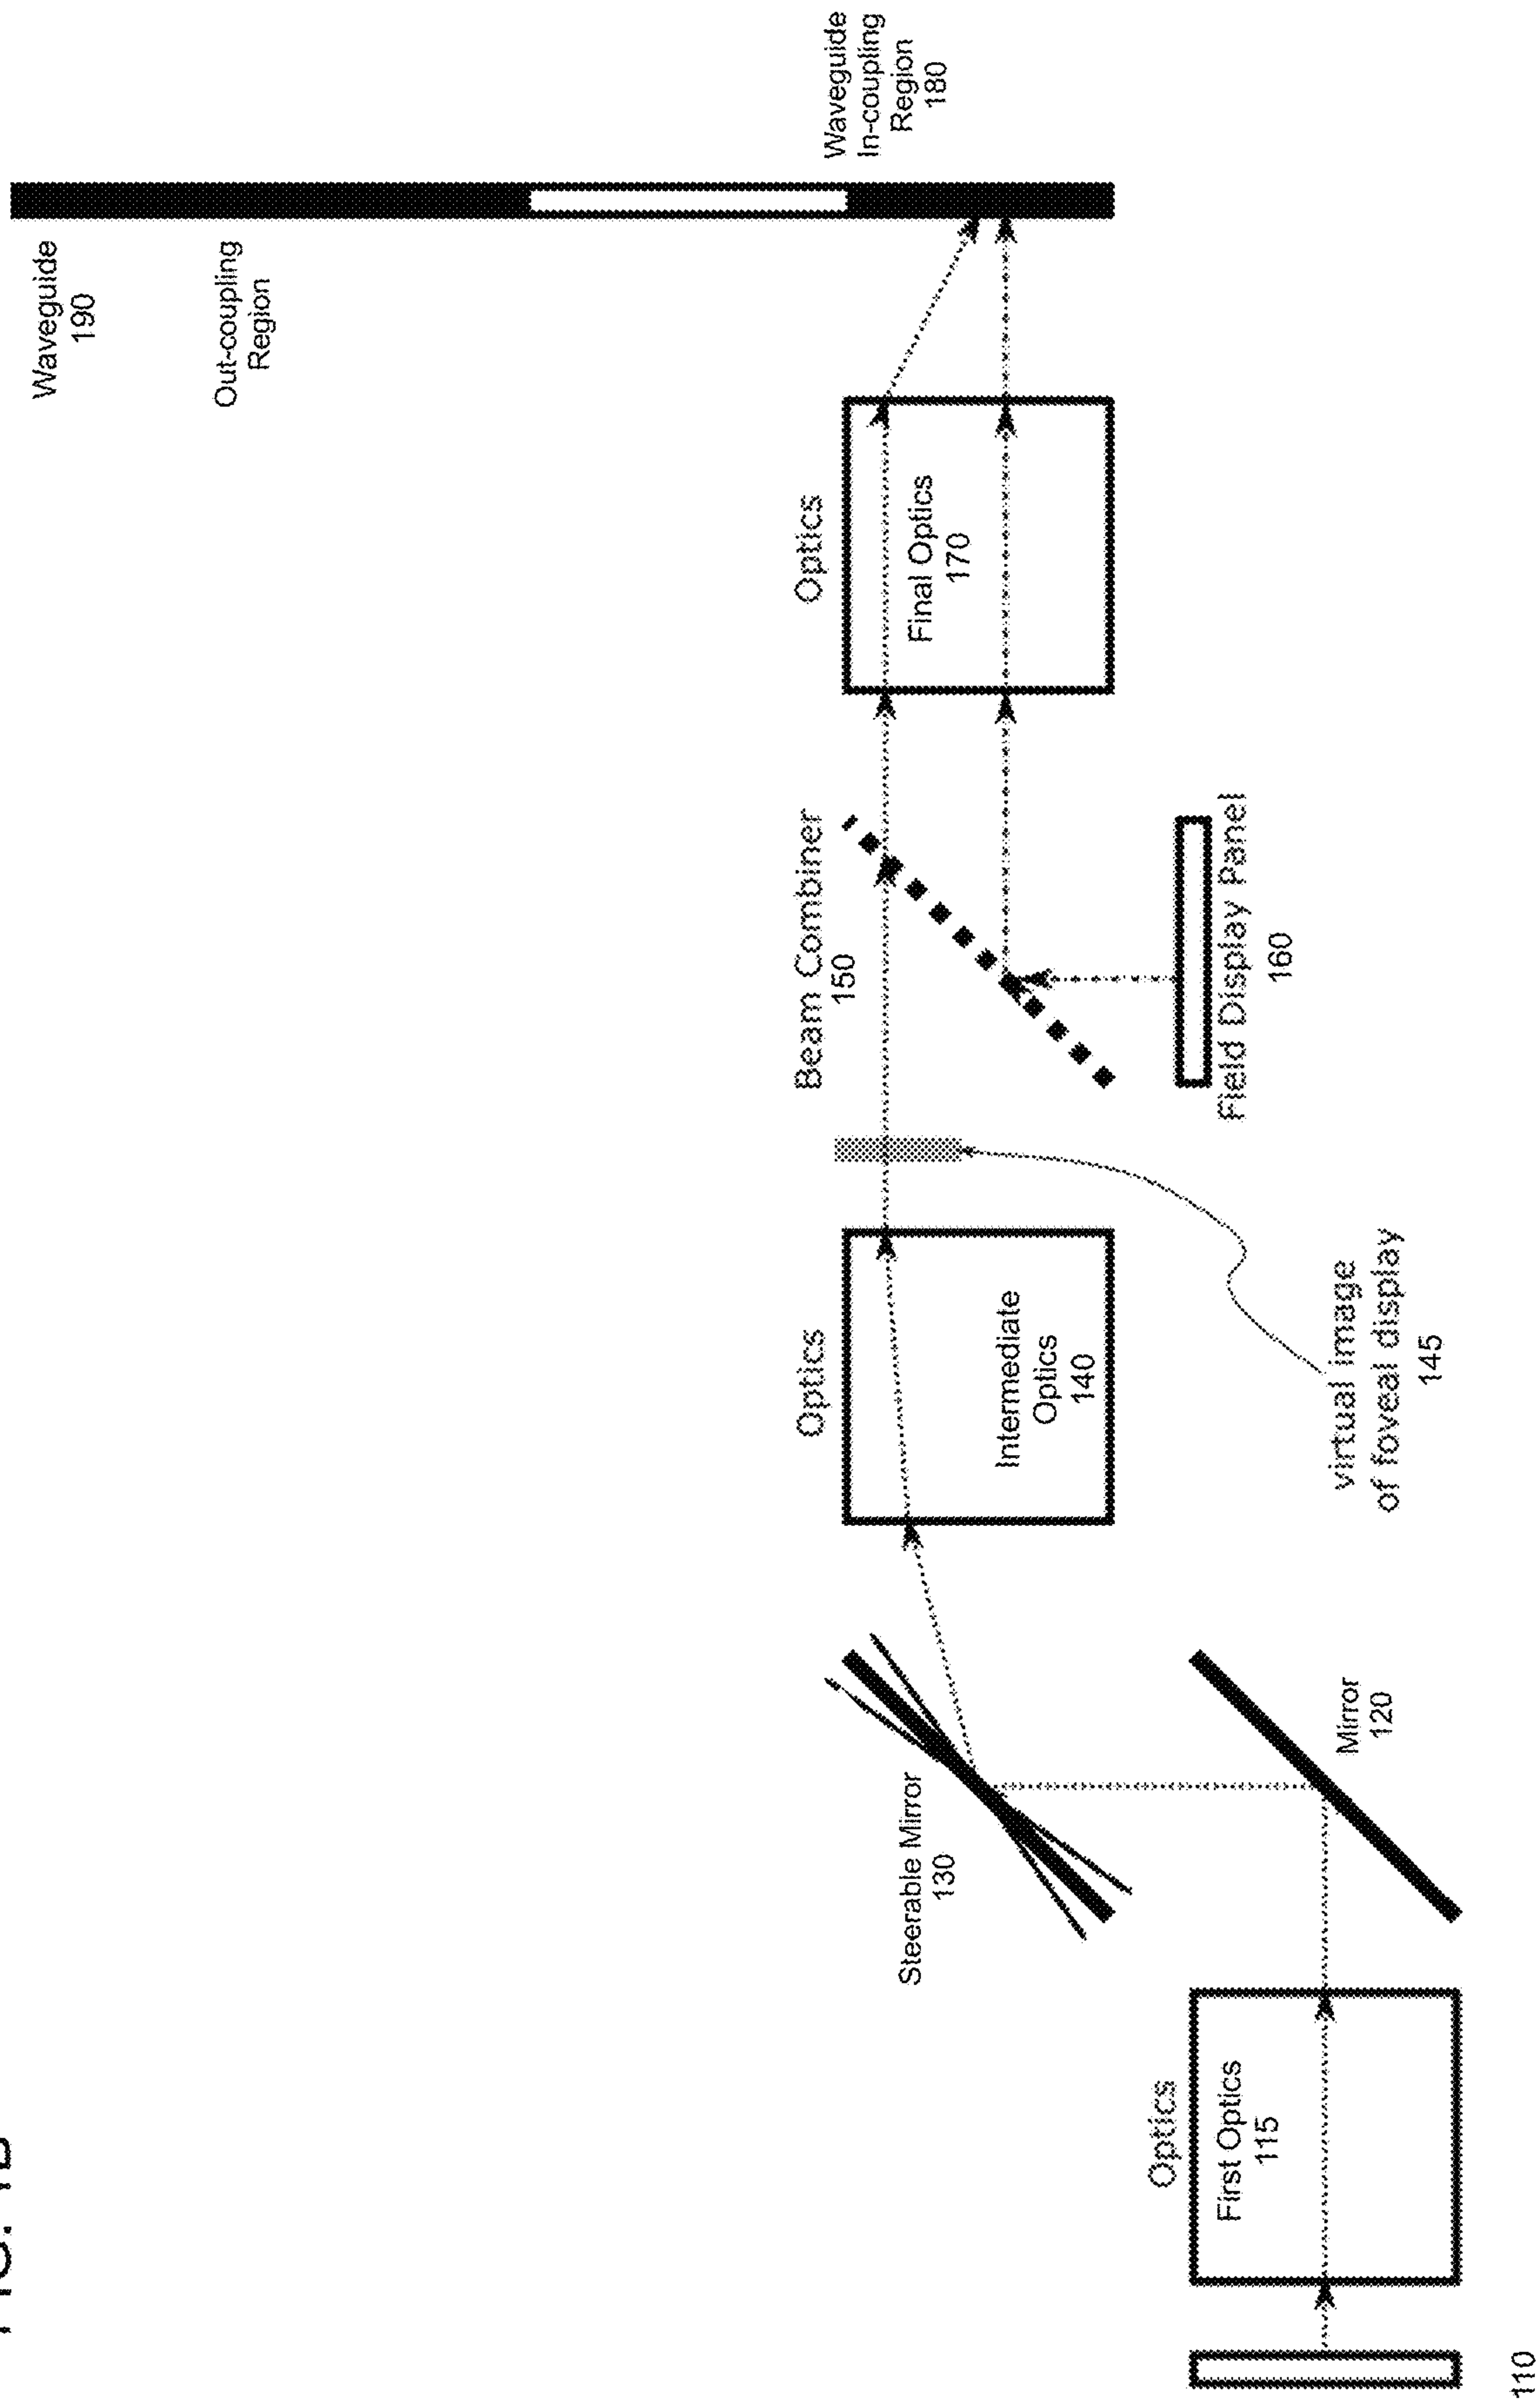 Waveguide
190
Out-coupling
Region
Waveguide
In-coupling
Region
180
Optics
Final Optics
170
Beam Combiner
150
Field Display Panel
160
Optics
Intermediate
Optics
140
virtual image
of foveal display
145
Steerable Mirror
130
Mirror
120
Optics
First Optics
115
110